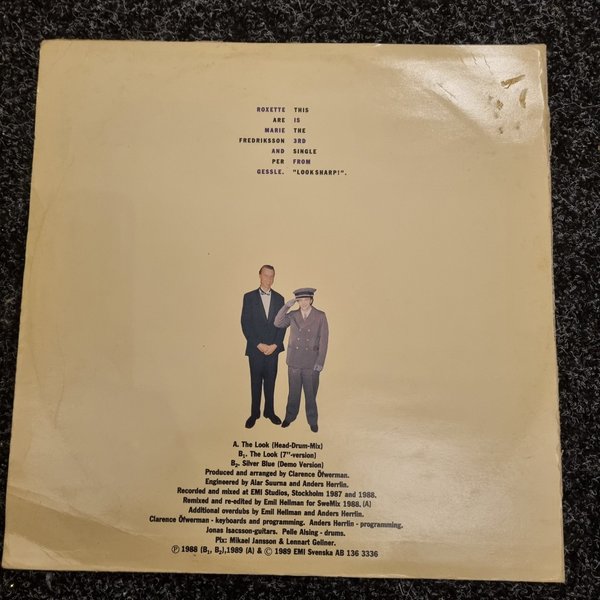 ROXETTE THIS
ARE IS
MARIE THE
FREDRIKSSON 3RD
AND SINGLE
PER FROM
GESSLE. "LOOK SHARP!".
A. The Look (Head-Drum-Mix)
B₁. The Look (7"-version)
B₂. Silver Blue (Demo Version)
Produced and arranged by Clarence Öfwerman.
Engineered by Alar Suurna and Anders Herrlin.
Recorded and mixed at EMI Studios, Stockholm 1987 and 1988.
Remixed and re-edited by Emil Hellman for SweMix 1988. (A)
Additional overdubs by Emil Hellman and Anders Herrlin.
Clarence Öfwerman - keyboards and programming. Anders Herrlin - programming.
Jonas Isacsson-guitars. Pelle Alsing - drums.
Pix: Mikael Jansson & Lennart Gellner.
℗ 1988 (B₁, B₂),1989 (A) & © 1989 EMI Svenska AB 136 3336